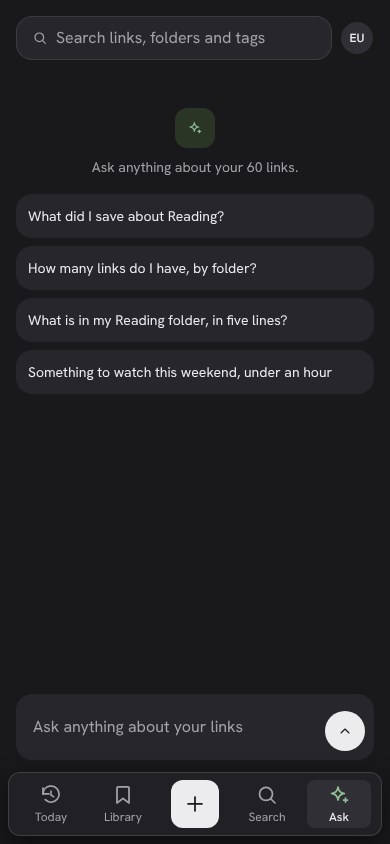 Search links, folders and tags
EU
Ask anything about your 60 links.
What did I save about Reading?
How many links do I have, by folder?
What is in my Reading folder, in five lines?
Something to watch this weekend, under an hour
Ask anything about your links
Today
Library
Search
Ask